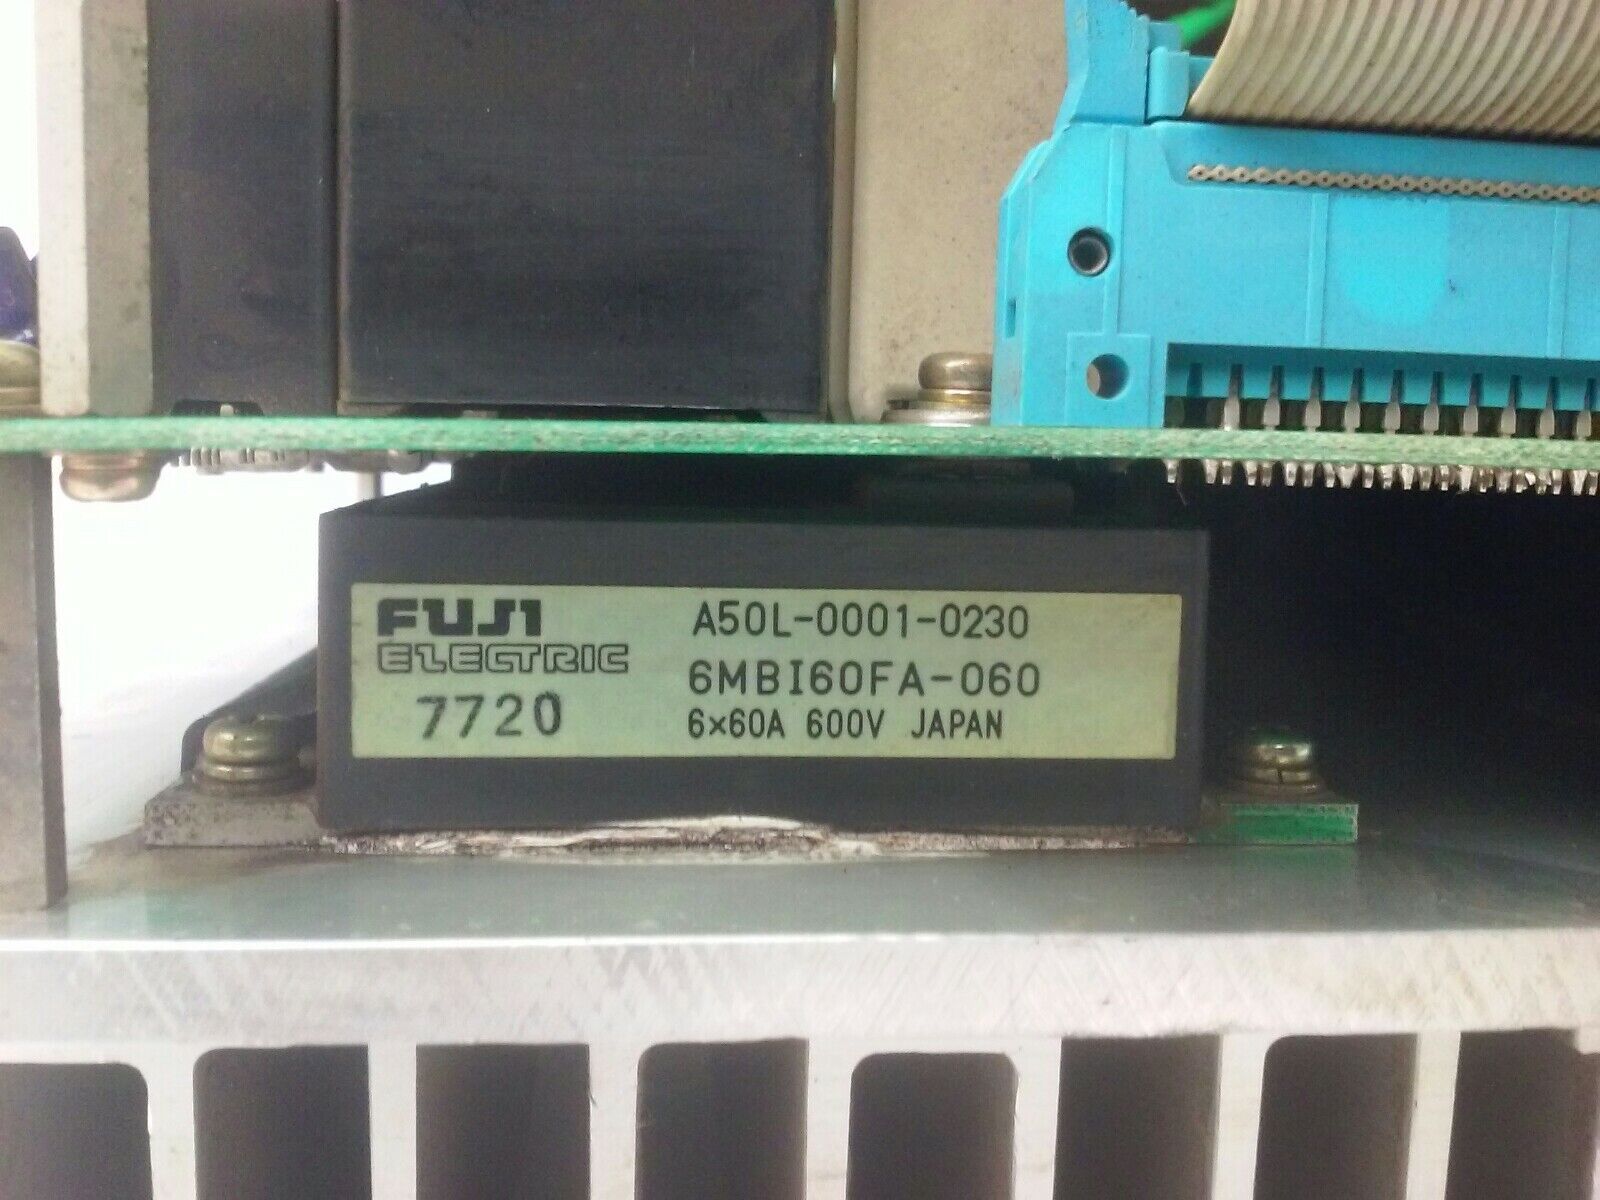 FUJI
ELECTRIC
7720
A50L-0001-0230
6MBI60FA-060
6×60A 600V JAPAN